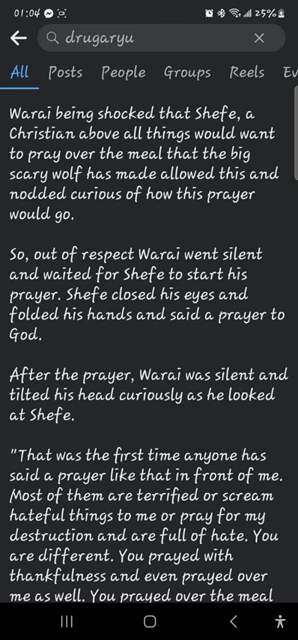 01:04
25%
drugaryu
All Posts People Groups Reels Ev
Warai being shocked that Shefe, a
Christian above all things would want
to pray over the meal that the big
scary wolf has made allowed this and
nodded curious of how this prayer
would go.
So, out of respect Warai went silent
and waited for Shefe to start his
prayer. Shefe closed his eyes and
folded his hands and said a prayer to
God.
After the prayer, Warai was silent and
tilted his head curiously as he looked
at Shefe.
"That was the first time anyone has
said a prayer like that in front of me.
Most of them are terrified or scream
hateful things to me or pray for my
destruction and are full of hate. You
are different. You prayed with
thankfulness and even prayed over
me as well. You prayed over the meal